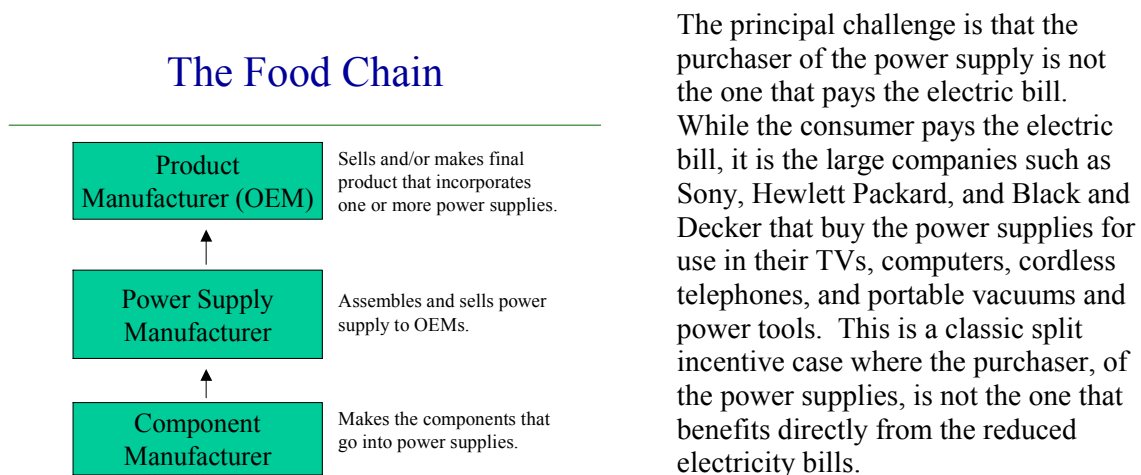 The Food Chain
Product
Manufacturer (OEM)
Sells and/or makes final
product that incorporates
one or more power supplies.
Power Supply
Manufacturer
Assembles and sells power
supply to OEMs.
Component
Manufacturer
Makes the components that
go into power supplies.
The principal challenge is that the
purchaser of the power supply is not
the one that pays the electric bill.
While the consumer pays the electric
bill, it is the large companies such as
Sony, Hewlett Packard, and Black and
Decker that buy the power supplies for
use in their TVs, computers, cordless
telephones, and portable vacuums and
power tools.  This is a classic split
incentive case where the purchaser, of
the power supplies, is not the one that
benefits directly from the reduced
electricity bills.